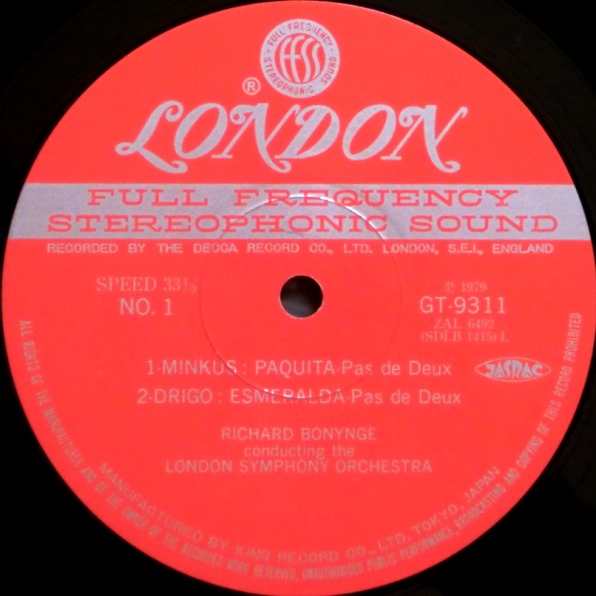 FULL FREQUENCY
ffss
STEREOPHONIC SOUND
®
LONDON
FULL FREQUENCY
STEREOPHONIC SOUND
RECORDED BY THE DECCA RECORD CO., LTD. LONDON, S.E.I., ENGLAND
SPEED 33⅓
NO. 1
℗ 1979
GT-9311
ZAL 6402
(SDLB 1415)-L
1-MINKUS : PAQUITA-Pas de Deux
JASRAC
2-DRIGO : ESMERALDA-Pas de Deux
RICHARD BONYNGE
conducting the
LONDON SYMPHONY ORCHESTRA
MANUFACTURED BY KING RECORD CO., LTD. TOKYO, JAPAN
ALL RIGHTS OF THE MANUFACTURER AND OF THE OWNER OF THE RECORDED WORK RESERVED, UNAUTHORISED PUBLIC PERFORMANCE, BROADCASTING AND COPYING OF THIS RECORD PROHIBITED